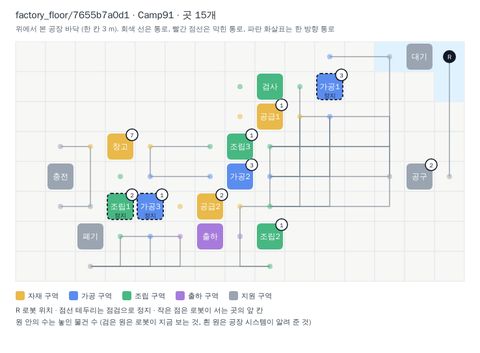 factory_floor/7655b7a0d1 · Camp91 · 곳 15개
위에서 본 공장 바닥 (한 칸 3 m). 회색 선은 통로, 빨간 점선은 막힌 통로, 파란 화살표는 한 방향 통로
대기
R
검사
가공1
3
정지
공급1
1
창고
7
조립3
1
충전
가공2
3
공구
2
조립1
2
정지
가공3
1
정지
공급2
2
폐기
출하
조립2
1
자재 구역
가공 구역
조립 구역
출하 구역
지원 구역
R 로봇 위치 · 점선 테두리는 점검으로 정지 · 작은 점은 로봇이 서는 곳의 앞 칸
원 안의 수는 놓인 물건 수 (검은 원은 로봇이 지금 보는 것, 흰 원은 공장 시스템이 알려 준 것)